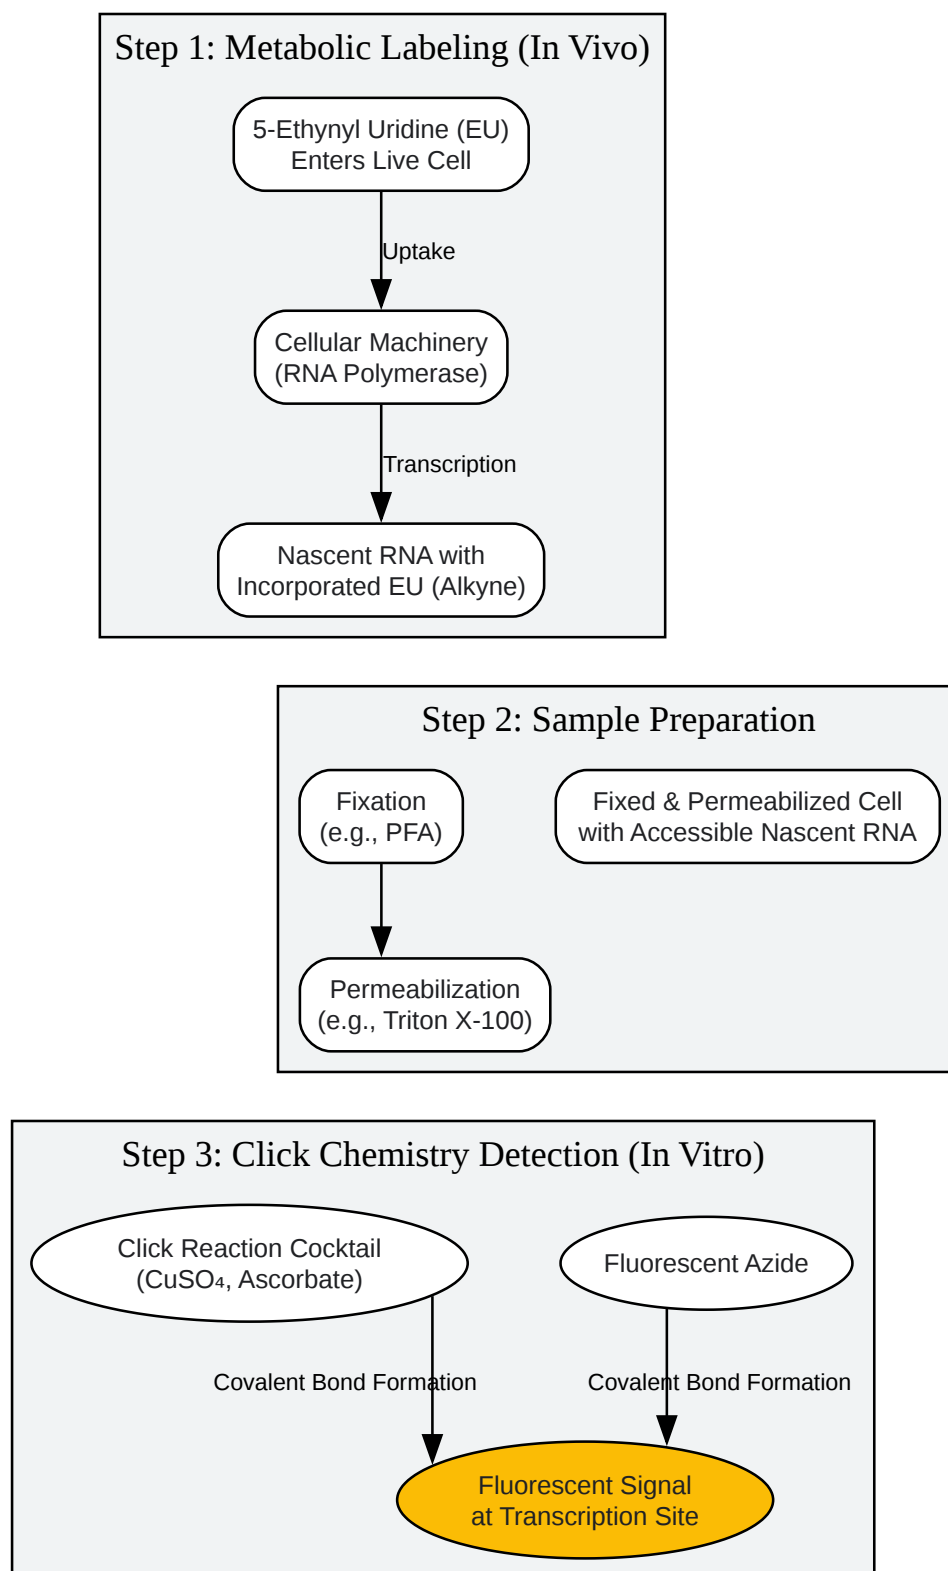 Step 1: Metabolic Labeling (In Vivo)
5-Ethynyl Uridine (EU)
Enters Live Cell
Uptake
Cellular Machinery
(RNA Polymerase)
Transcription
Nascent RNA with
Incorporated EU (Alkyne)
Step 2: Sample Preparation
Fixation
(e.g., PFA)
Fixed & Permeabilized Cell
with Accessible Nascent RNA
Permeabilization
(e.g., Triton X-100)
Step 3: Click Chemistry Detection (In Vitro)
Click Reaction Cocktail
(CuSO₄, Ascorbate)
Fluorescent Azide
Covalent Bond Formation
Covalent Bond Formation
Fluorescent Signal
at Transcription Site